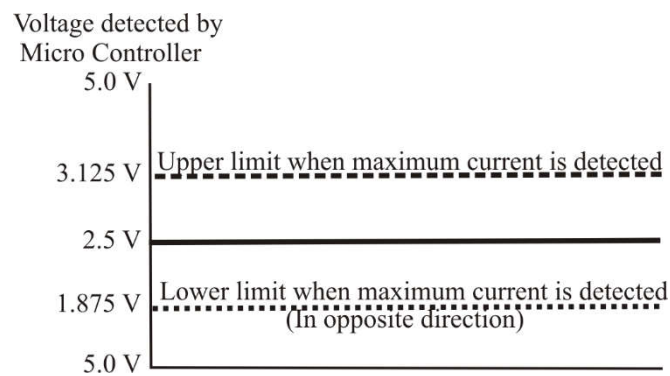 Voltage detected by
Micro Controller
5.0 V
Upper limit when maximum current is detected
3.125 V
2.5 V
Lower limit when maximum current is detected
1.875 V
(In opposite direction)
5.0 V